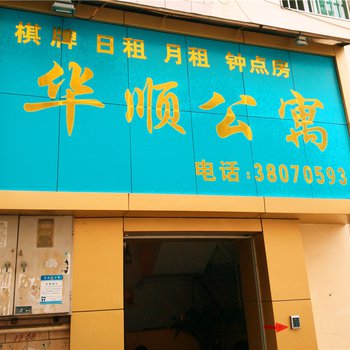 棋牌 日租 月租 钟点房
华顺公寓
电话:38070593